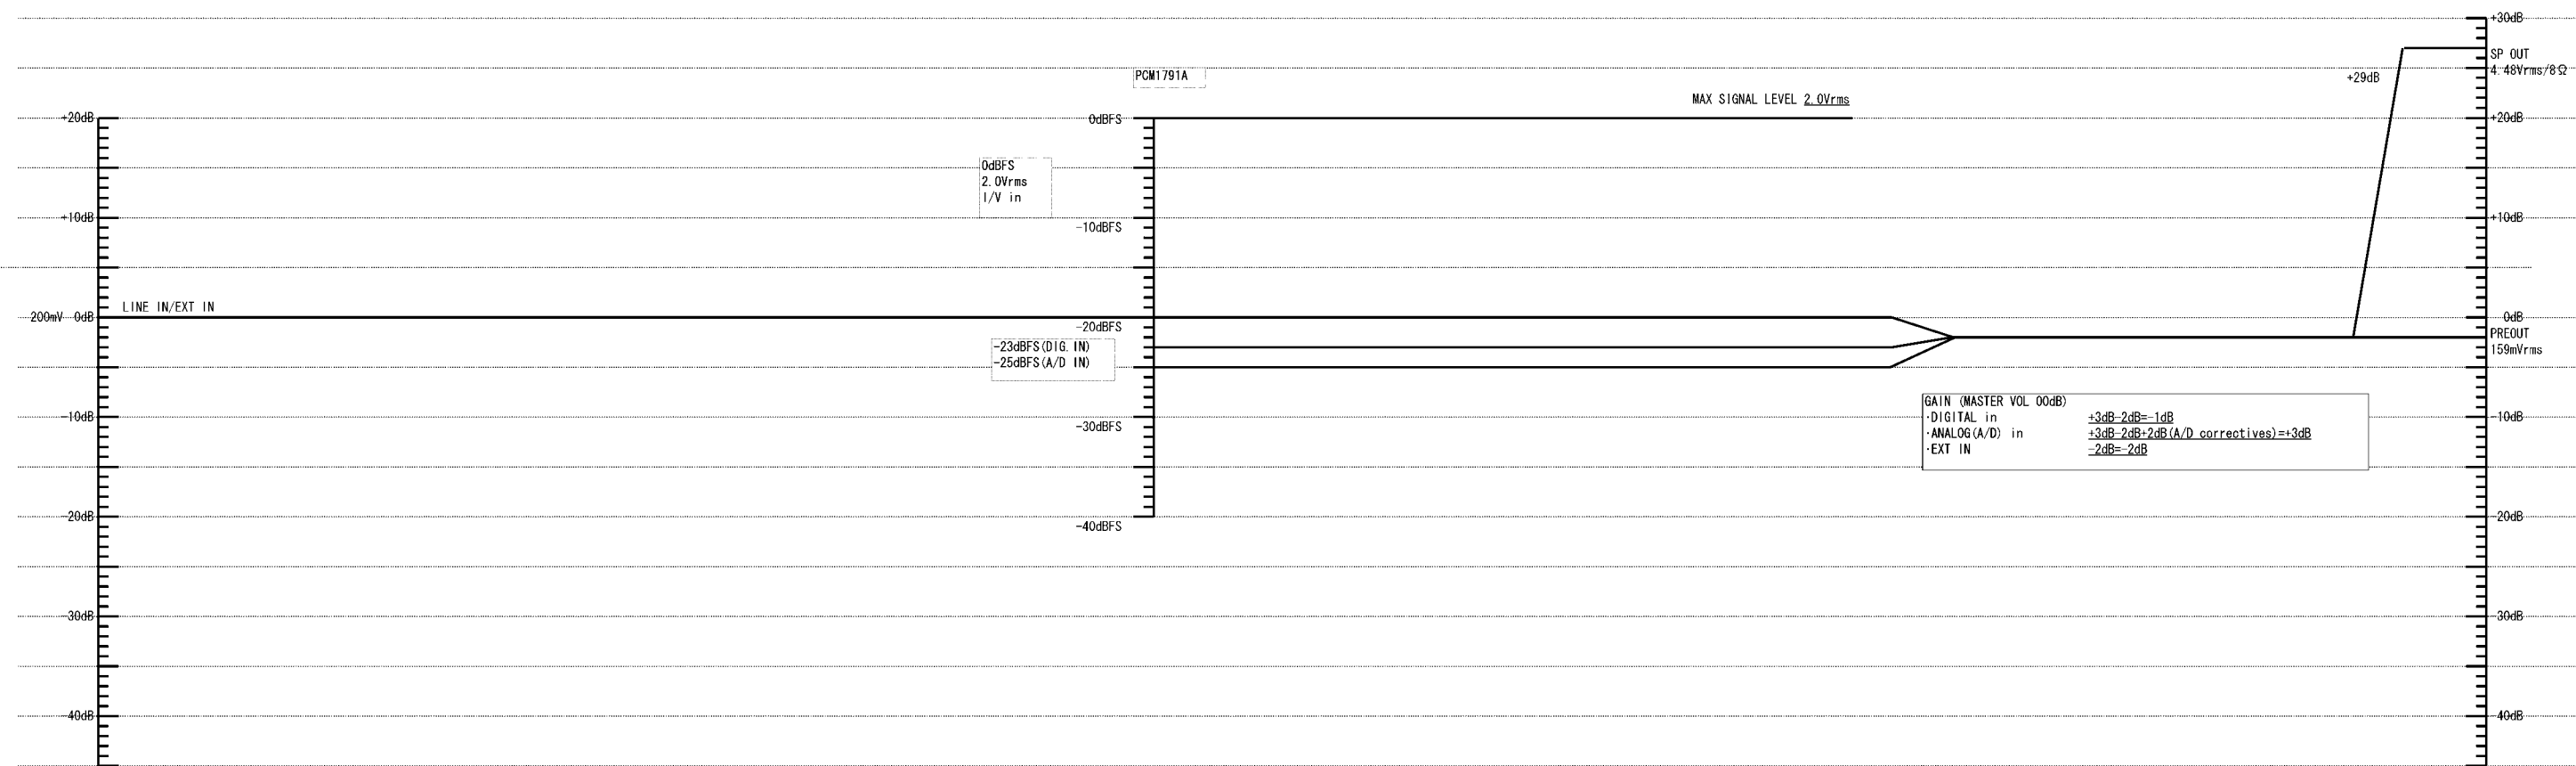 +30dB
SP OUT
4.48Vrms/8Ω
+29dB
PCM1791A
MAX SIGNAL LEVEL 2.0Vrms
+20dB
0dBFS
+20dB
0dBFS
2.0Vrms
I/V in
+10dB
-10dBFS
+10dB
LINE IN/EXT IN
200mV 0dB
-20dBFS
0dB
PREOUT
159mVrms
-23dBFS(DIG.IN)
-25dBFS(A/D IN)
-10dB
-30dBFS
-10dB
GAIN (MASTER VOL 00dB)
·DIGITAL in +3dB-2dB=-1dB
·ANALOG(A/D) in +3dB-2dB+2dB(A/D correctives)=+3dB
·EXT IN -2dB=-2dB
-20dB
-40dBFS
-20dB
-30dB
-30dB
-40dB
-40dB